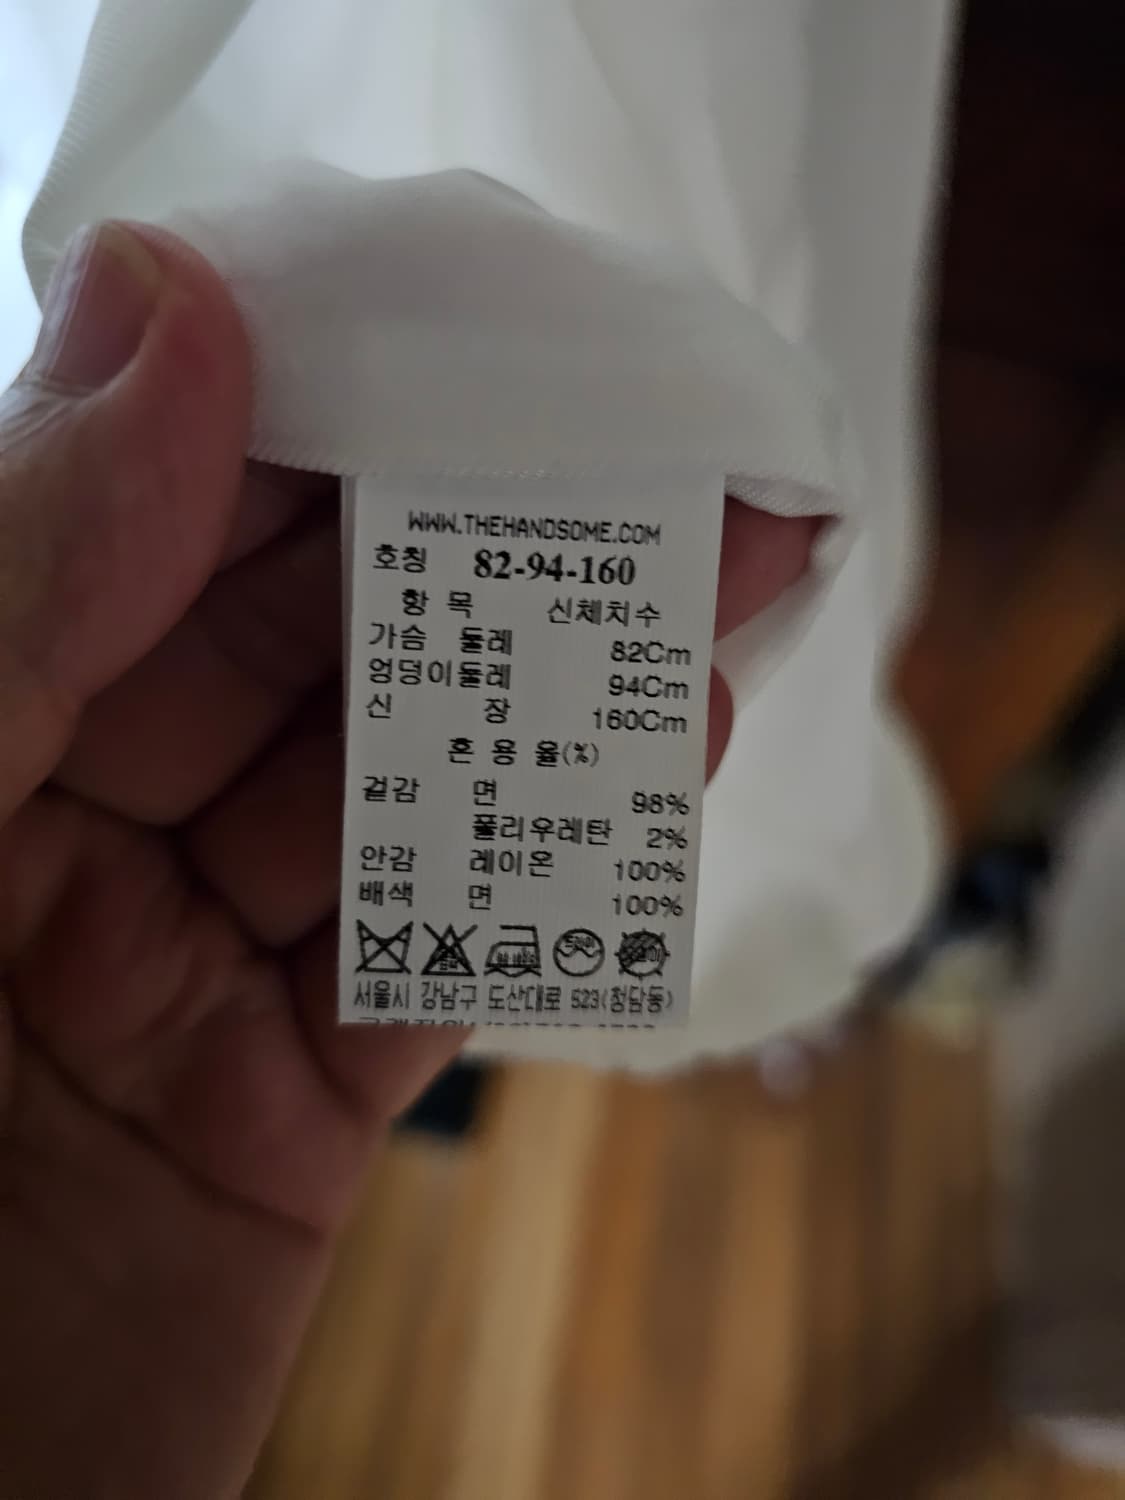 WWW.THEHANDSOME.COM
호칭 82-94-160
항 목 신체치수
가슴 둘레 82Cm
엉덩이둘레 94Cm
신 장 160Cm
혼 용 율(%)
겉감 면 98%
폴리우레탄 2%
안감 레이온 100%
배색 면 100%
서울시 강남구 도산대로 523(청담동)